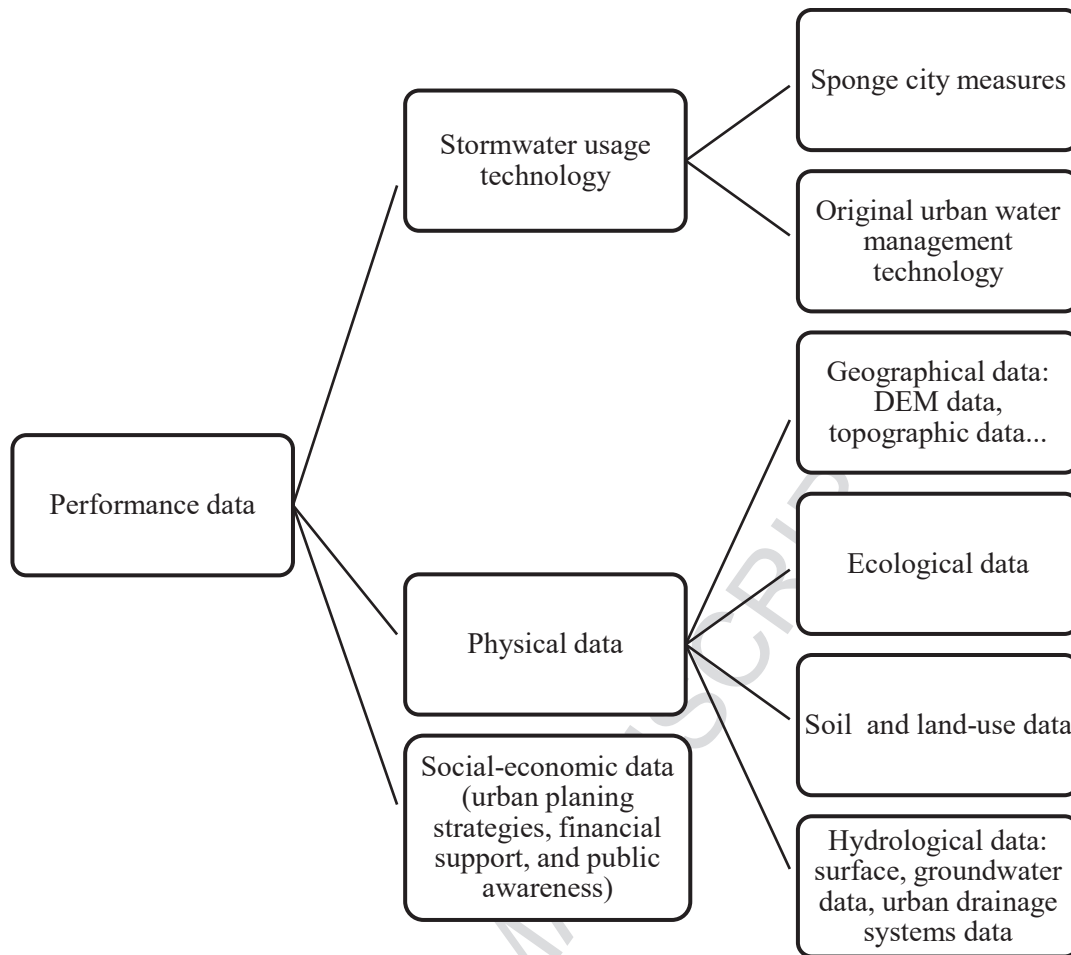 Sponge city measures
Stormwater usage
technology
Original urban water
management
technology
Geographical data:
DEM data,
topographic data...
Performance data
Ecological data
Physical data
Soil and land-use data
Social-economic data
(urban planing
strategies, financial
support, and public
awareness)
Hydrological data:
surface, groundwater
data, urban drainage
systems data